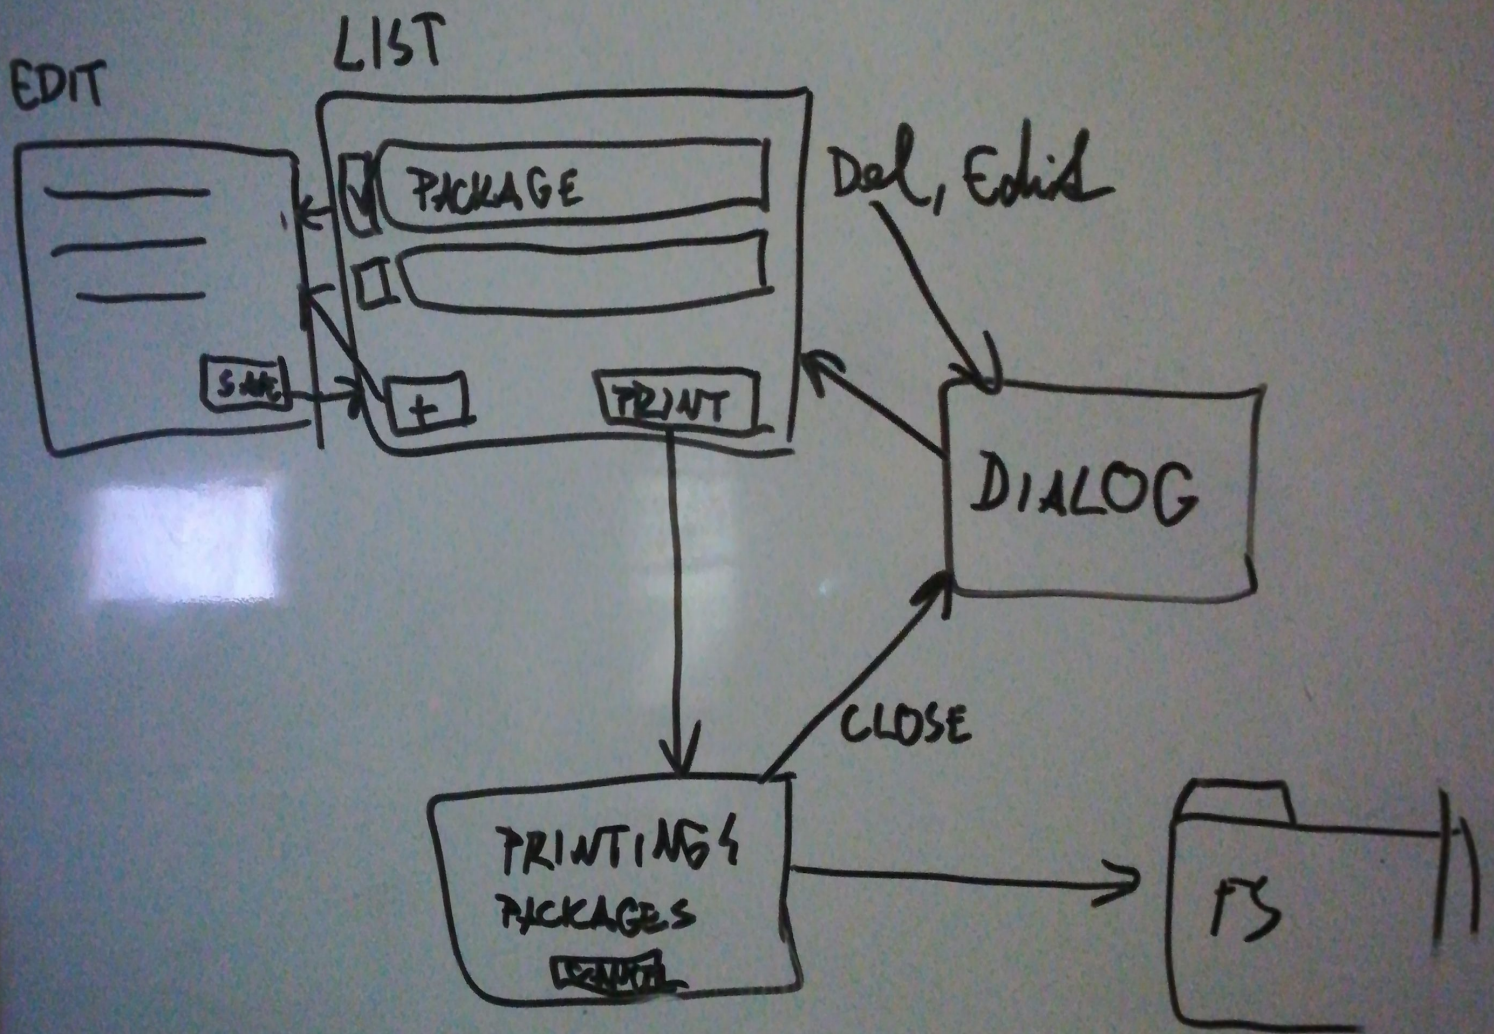 LIST
EDIT
PACKAGE
Del, Edit
SAVE
+
PRINT
DIALOG
CLOSE
PRINTING
PACKAGES
FS